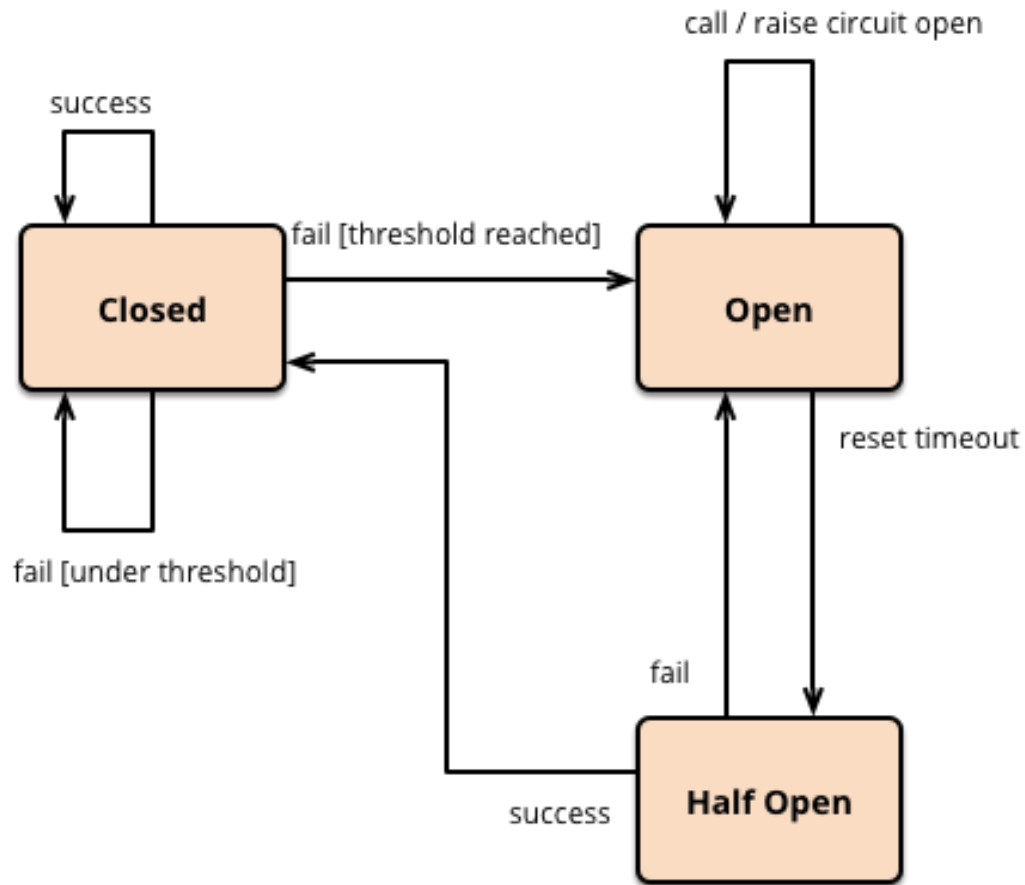 call / raise circuit open
success
fail [threshold reached]
Closed
Open
reset timeout
fail [under threshold]
fail
Half Open
success